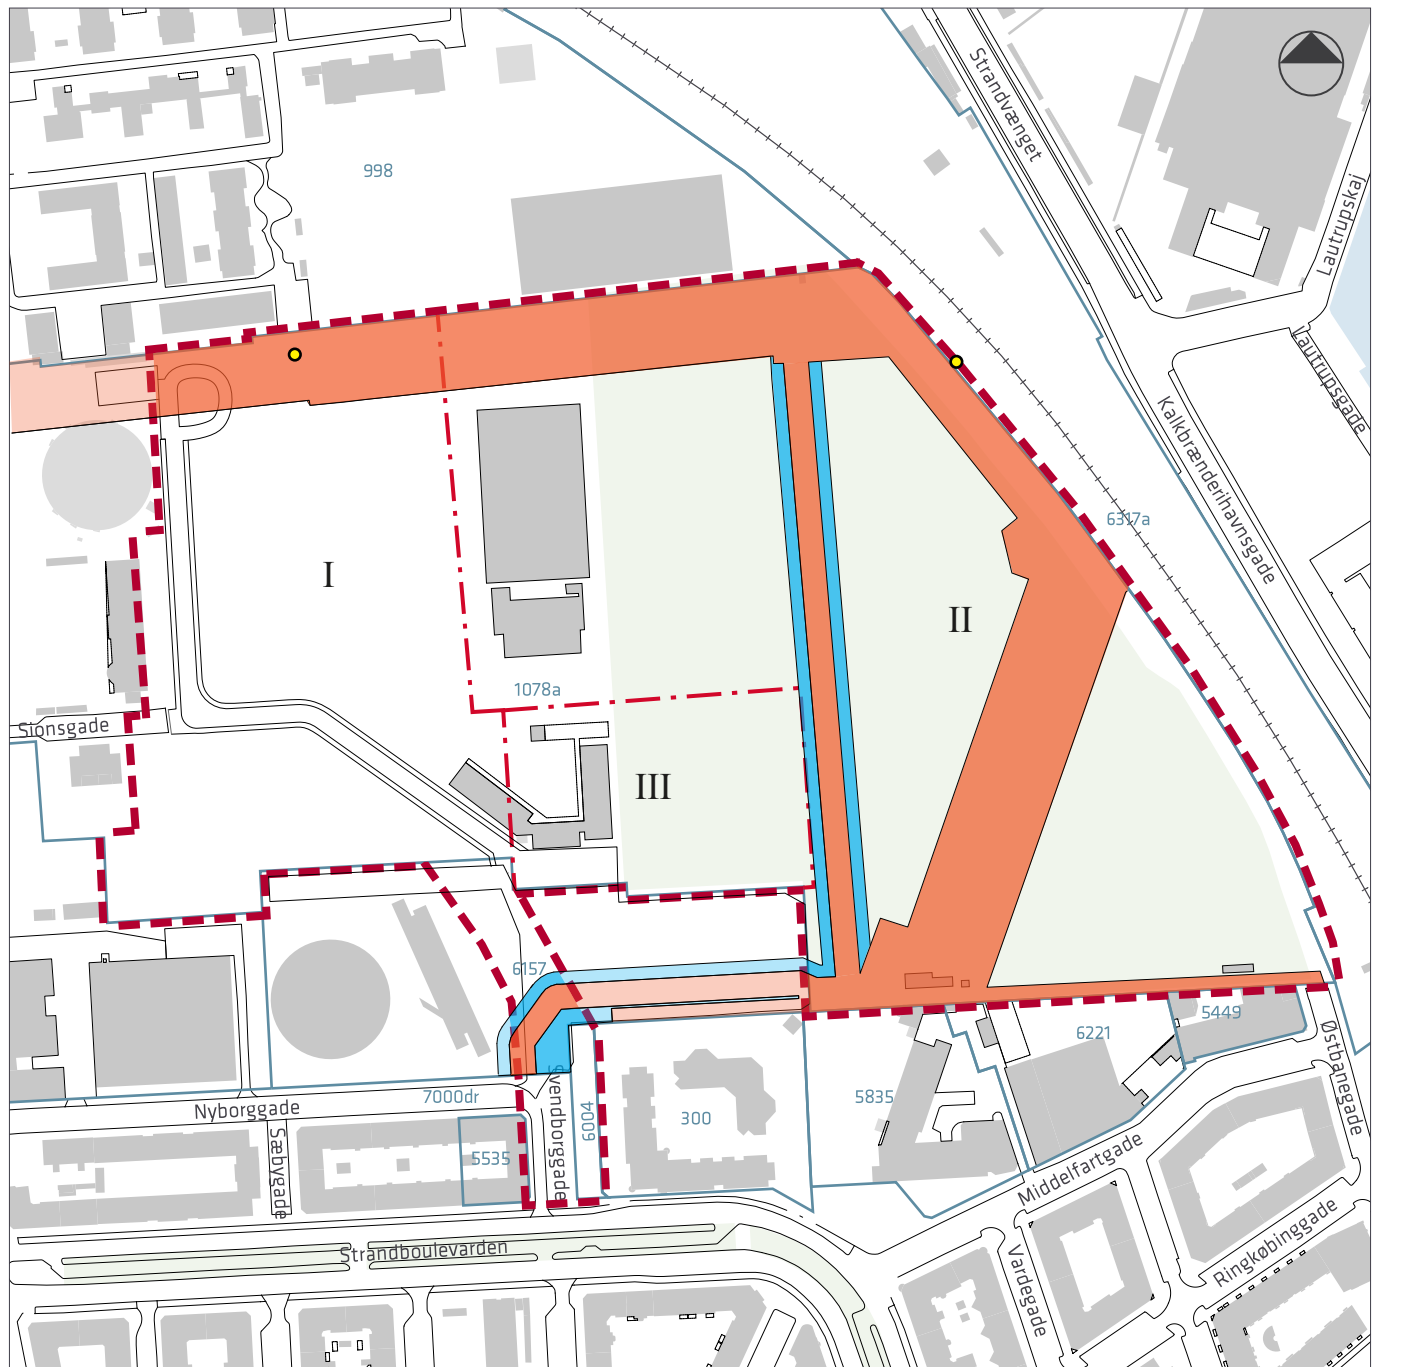 998
Strandvænget
Lautrupskaj
Lautrupsgade
Kalkbrænderihavnsgade
6317a
I
II
1078a
Sionsgade
III
6157
5449
6221
Østbanegade
5835
7000dr
Nyborggade
Svendborggade
6004
300
Sæbygade
5535
Middelfartgade
Ringkøbinggade
Strandboulevarden
Vardegade